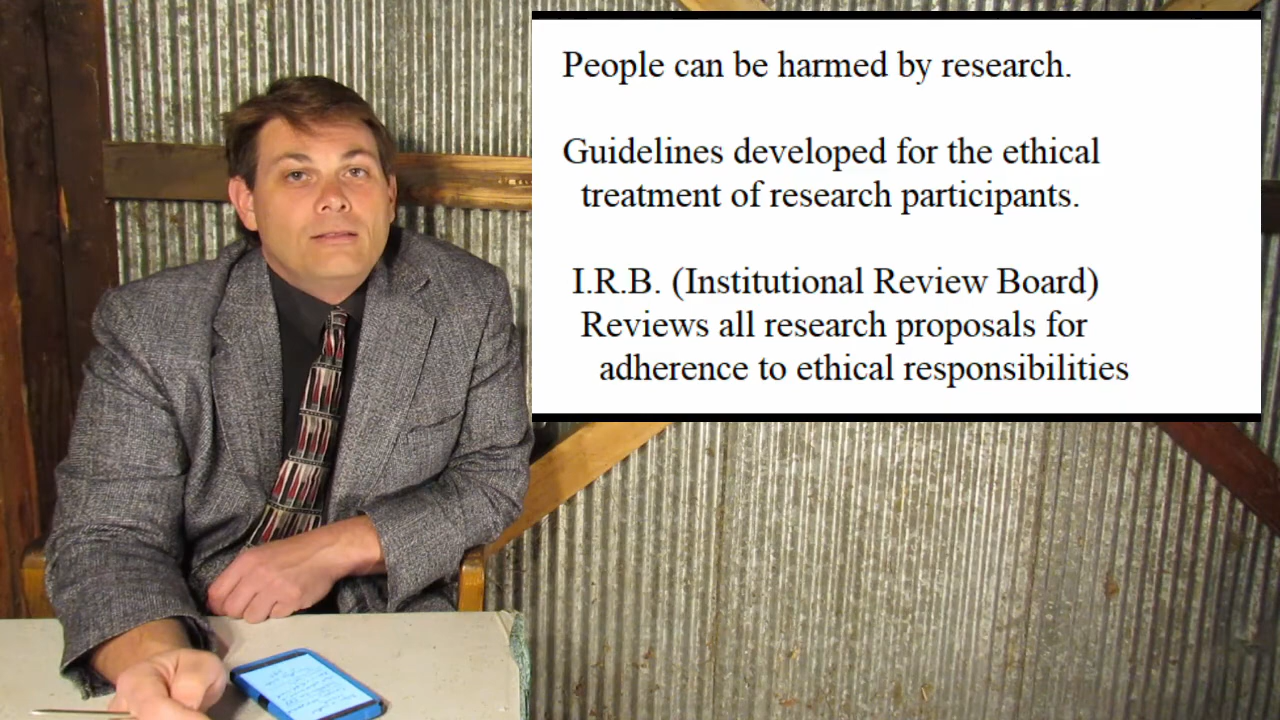 People can be harmed by research.
Guidelines developed for the ethical
treatment of research participants.
I.R.B. (Institutional Review Board)
Reviews all research proposals for
adherence to ethical responsibilities